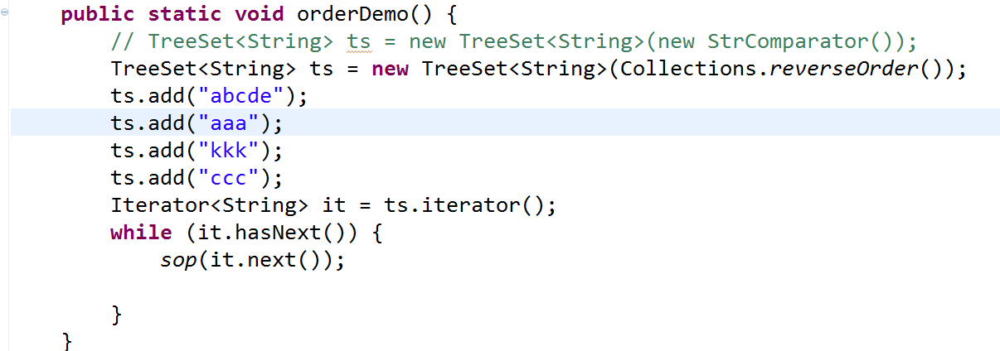 public static void orderDemo() {
// TreeSet<String> ts = new TreeSet<String>(new StrComparator());
TreeSet<String> ts = new TreeSet<String>(Collections.reverseOrder());
ts.add("abcde");
ts.add("aaa");
ts.add("kkk");
ts.add("ccc");
Iterator<String> it = ts.iterator();
while (it.hasNext()) {
sop(it.next());
}
}